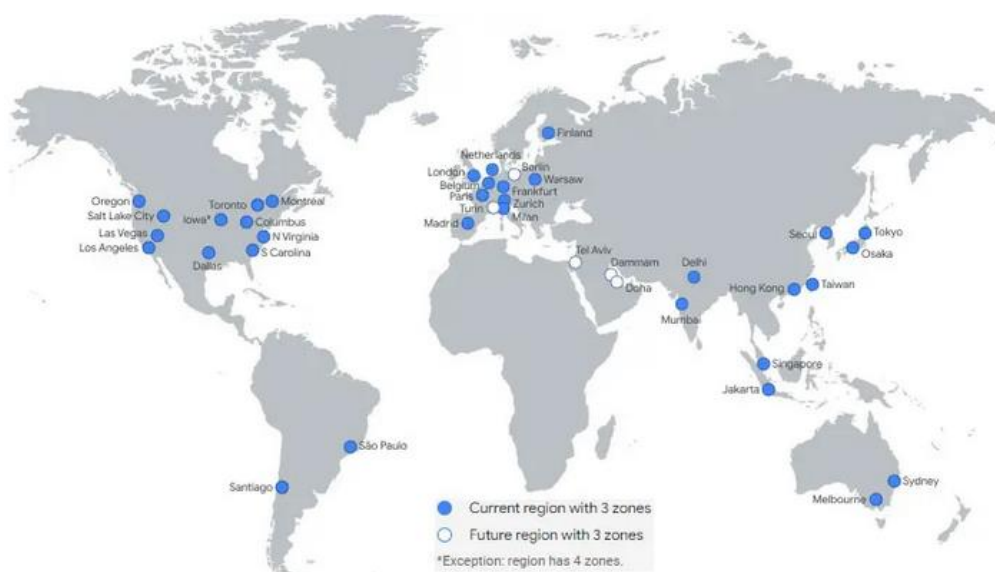 Finland
Netherlands
Berlin
London
Warsaw
Belgium
Frankfurt
Paris
Zurich
Turin
Milan
Madrid
Oregon
Montréal
Toronto
Salt Lake City
Iowa*
Columbus
Las Vegas
N Virginia
Los Angeles
S Carolina
Dallas
Tel Aviv
Dammam
Doha
Delhi
Mumbai
Seoul
Tokyo
Osaka
Hong Kong
Taiwan
Singapore
Jakarta
São Paulo
Santiago
Sydney
Melbourne
Current region with 3 zones
Future region with 3 zones
*Exception: region has 4 zones.